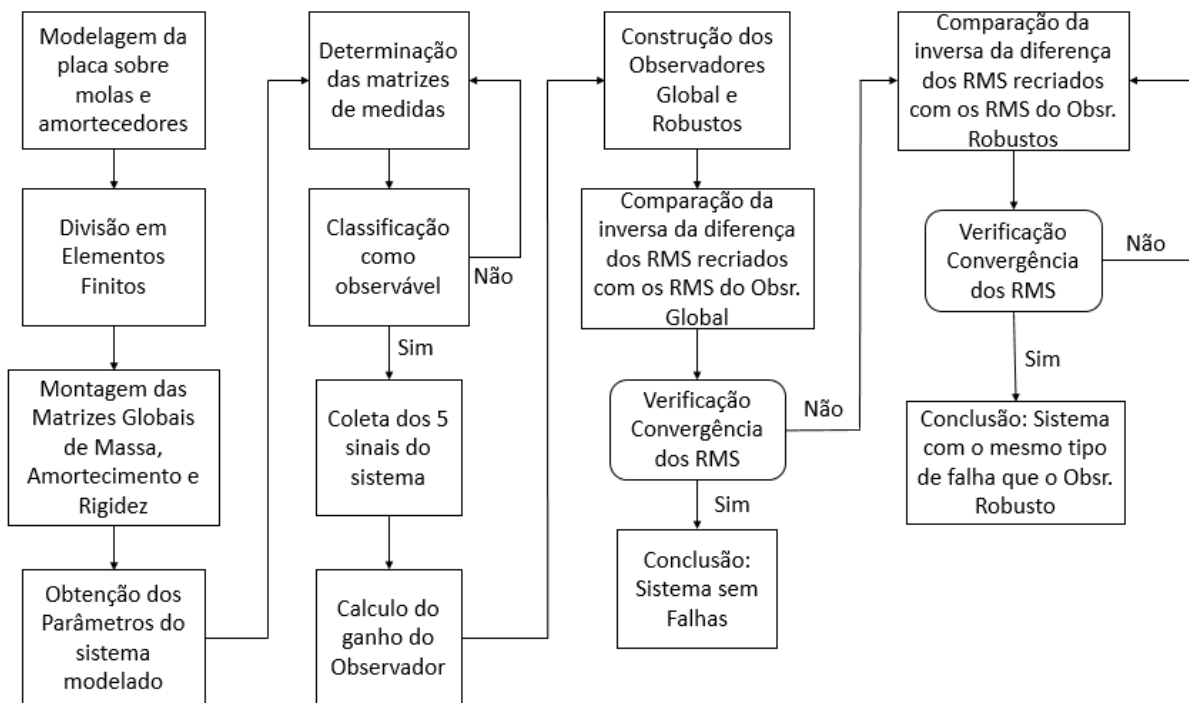 Modelagem da
placa sobre
molas e
amortecedores
Divisão em
Elementos
Finitos
Montagem das
Matrizes Globais
de Massa,
Amortecimento e
Rigidez
Obtenção dos
Parâmetros do
sistema
modelado
Determinação
das matrizes
de medidas
Classificação
como
observável
Não
Sim
Coleta dos 5
sinais do
sistema
Calculo do
ganho do
Observador
Construção dos
Observadores
Global e
Robustos
Comparação da
inversa da diferença
dos RMS recriados
com os RMS do Obsr.
Global
Verificação
Convergência
dos RMS
Não
Sim
Conclusão:
Sistema sem
Falhas
Comparação da
inversa da diferença
dos RMS recriados
com os RMS do Obsr.
Robustos
Verificação
Convergência
dos RMS
Não
Sim
Conclusão: Sistema
com o mesmo tipo
de falha que o Obsr.
Robusto